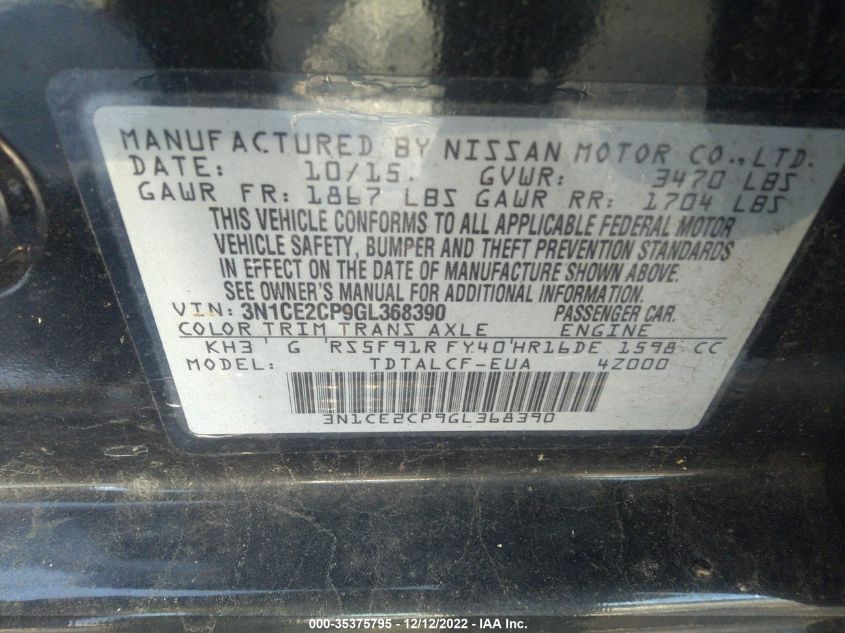 MANUFACTURED BY NISSAN MOTOR CO., LTD.
DATE: 10/15 GVWR: 3470 LBS
GAWR FR: 1867 LBS GAWR RR: 1704 LBS
THIS VEHICLE CONFORMS TO ALL APPLICABLE FEDERAL MOTOR
VEHICLE SAFETY, BUMPER AND THEFT PREVENTION STANDARDS
IN EFFECT ON THE DATE OF MANUFACTURE SHOWN ABOVE.
SEE OWNER'S MANUAL FOR ADDITIONAL INFORMATION.
VIN: 3N1CE2CP9GL368390 PASSENGER CAR.
COLOR TRIM TRANS AXLE ENGINE
KH3 G RS5F91R FY40 HR16DE 1598 CC
MODEL: TDTALCF-EUA 4Z000
3N1CE2CP9GL368390
000-35375795 - 12/12/2022 - IAA Inc.